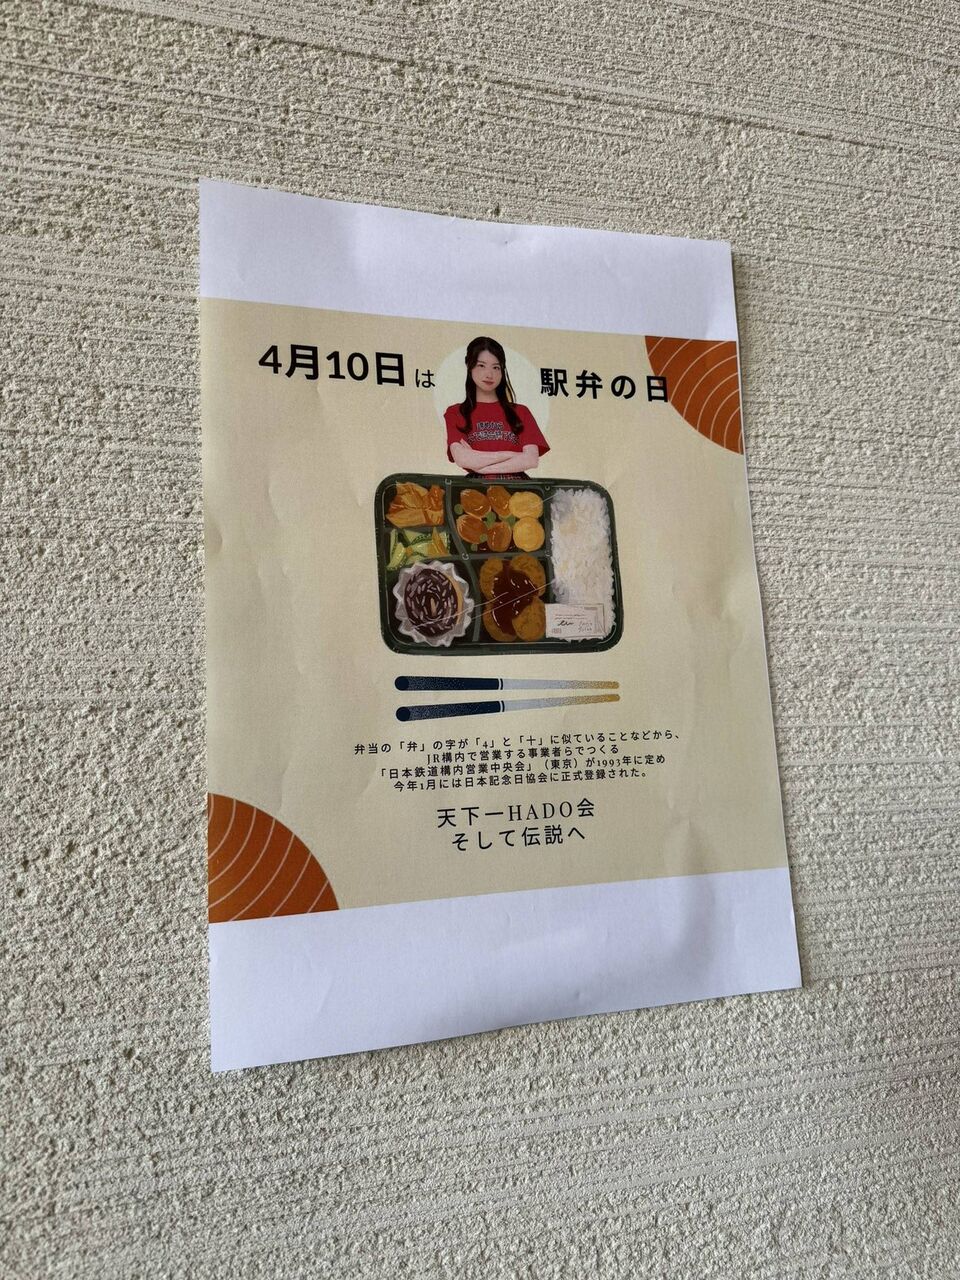 4月10日は 駅弁の日
弁当の「弁」の字が「4」と「十」に似ていることなどから、
JR構内で営業する事業者らでつくる
「日本鉄道構内営業中央会」（東京）が1993年に定め
今年1月には日本記念日協会に正式登録された。
天下一HADO会
そして伝説へ